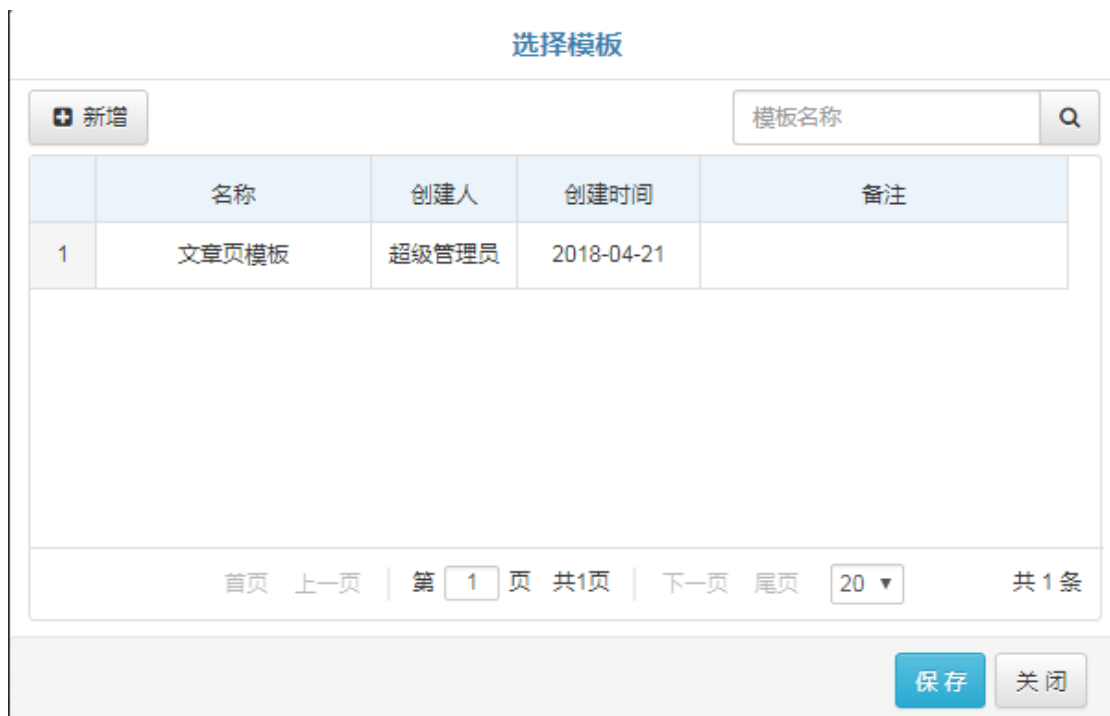 选择模板
新增 模板名称
名称 创建人 创建时间 备注
1 文章页模板 超级管理员 2018-04-21
首页 上一页 第 1 页 共1页 下一页 尾页 20 共 1 条
保存 关闭